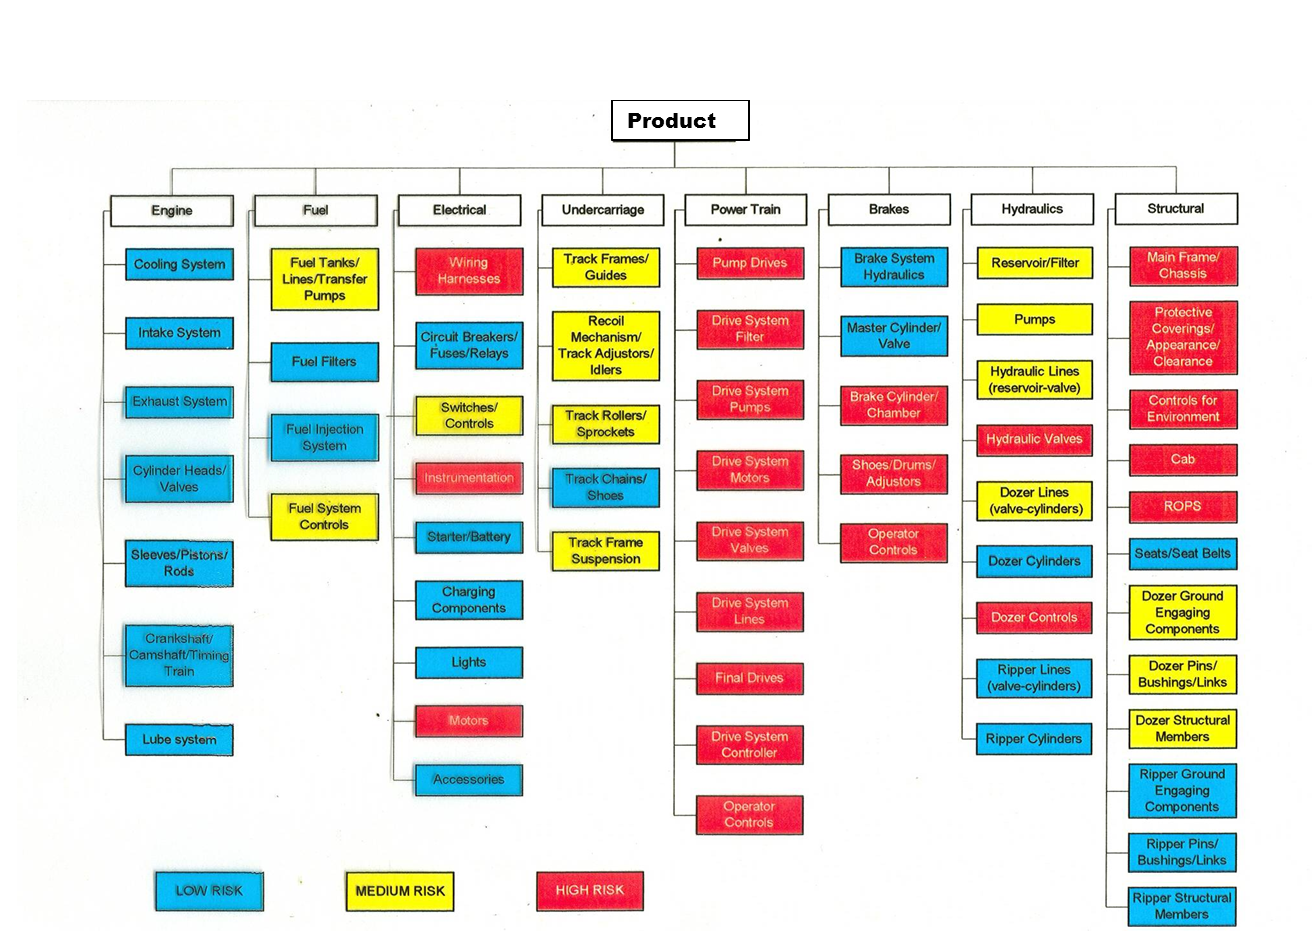 Product
Engine
Cooling System
Intake System
Exhaust System
Cylinder Heads/
Valves
Sleeves/Pistons/
Rods
Crankshaft/
Camshaft/Timing
Train
Lube system
Fuel
Fuel Tanks/
Lines/Transfer
Pumps
Fuel Filters
Fuel Injection
System
Fuel System
Controls
Electrical
Wiring
Harnesses
Circuit Breakers/
Fuses/Relays
Switches/
Controls
Instrumentation
Starter/Battery
Charging
Components
Lights
Motors
Accessories
Undercarriage
Track Frames/
Guides
Recoil
Mechanism/
Track Adjustors/
Idlers
Track Rollers/
Sprockets
Track Chains/
Shoes
Track Frame
Suspension
Power Train
Pump Drives
Drive System
Filter
Drive System
Pumps
Drive System
Motors
Drive System
Valves
Drive System
Lines
Final Drives
Drive System
Controller
Operator
Controls
Brakes
Brake System
Hydraulics
Master Cylinder/
Valve
Brake Cylinder/
Chamber
Shoes/Drums/
Adjustors
Operator
Controls
Hydraulics
Reservoir/Filter
Pumps
Hydraulic Lines
(reservoir-valve)
Hydraulic Valves
Dozer Lines
(valve-cylinders)
Dozer Cylinders
Dozer Controls
Ripper Lines
(valve-cylinders)
Ripper Cylinders
Structural
Main Frame/
Chassis
Protective
Coverings/
Appearance/
Clearance
Controls for
Environment
Cab
ROPS
Seats/Seat Belts
Dozer Ground
Engaging
Components
Dozer Pins/
Bushings/Links
Dozer Structural
Members
Ripper Ground
Engaging
Components
Ripper Pins/
Bushings/Links
Ripper Structural
Members
LOW RISK
MEDIUM RISK
HIGH RISK